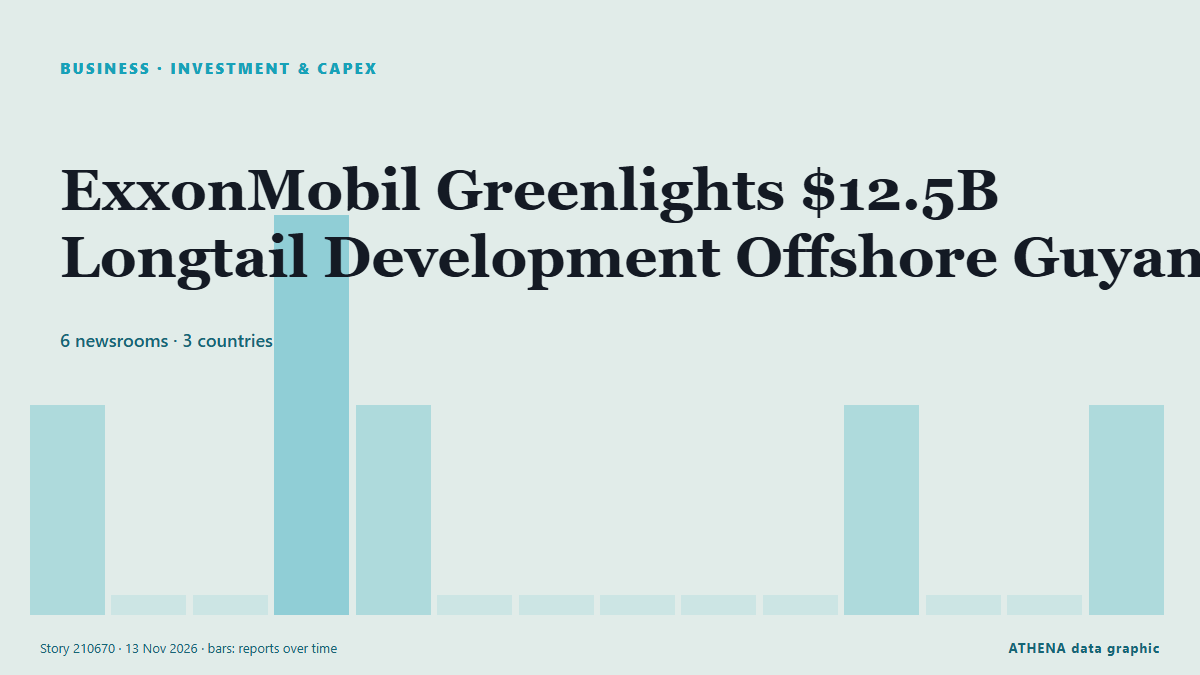 BUSINESS · INVESTMENT & CAPEX
ExxonMobil Greenlights $12.5B
Longtail Development Offshore Guyan
6 newsrooms · 3 countries
Story 210670 · 13 Nov 2026 · bars: reports over time
ATHENA data graphic